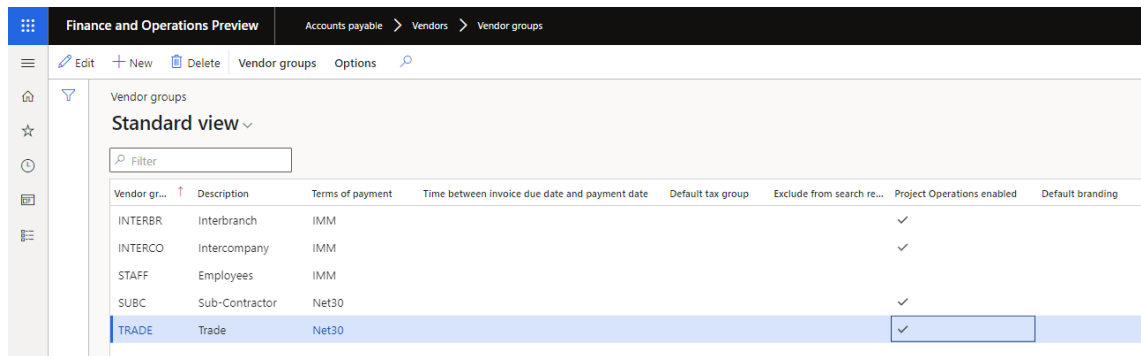 Finance and Operations Preview Accounts payable > Vendors > Vendor groups
Edit + New Delete Vendor groups Options
Vendor groups
Standard view
Filter
Vendor gr... ↑ Description Terms of payment Time between invoice due date and payment date Default tax group Exclude from search re... Project Operations enabled Default branding
INTERBR Interbranch IMM ✓
INTERCO Intercompany IMM ✓
STAFF Employees IMM
SUBC Sub-Contractor Net30 ✓
TRADE Trade Net30 ✓